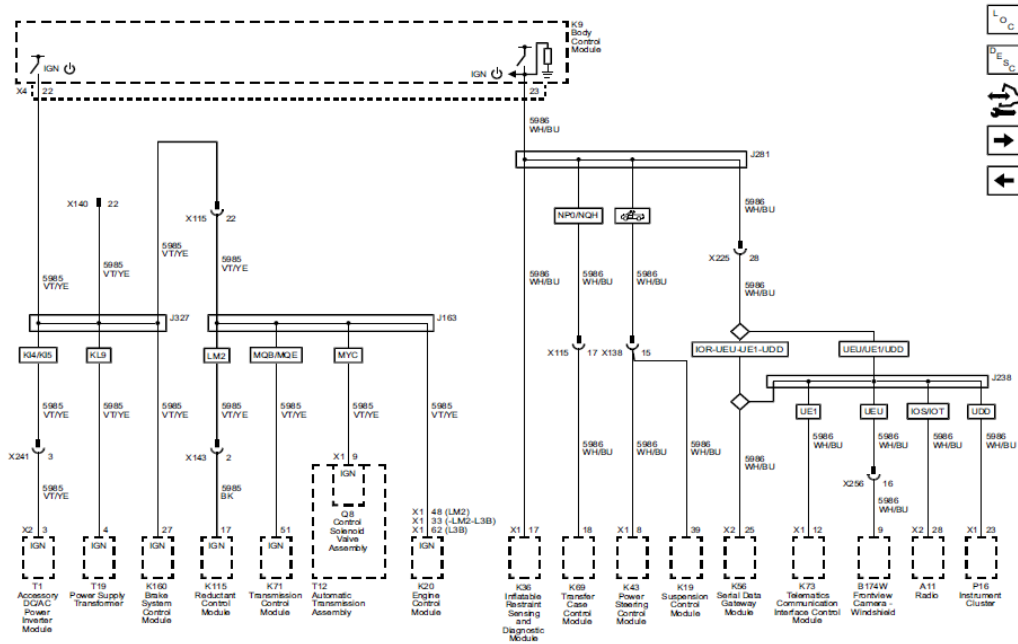 L O C
D E S C
K9
Body
Control
Module
IGN
IGN
X4 22
23
5986
WH/BU
J281
X140 22
X115 22
NP0/NQH
5986
WH/BU
X225 28
5985
VT/YE
5985
VT/YE
5985
VT/YE
5985
VT/YE
5986
WH/BU
5986
WH/BU
5986
WH/BU
5986
WH/BU
J327
J163
KI4/KI5
KL9
LM2
MQB/MQE
MYC
X115 17
X138 15
IOR-UEU-UE1-UDD
UEU/UE1/UDD
J238
5985
VT/YE
5985
VT/YE
5985
VT/YE
5985
VT/YE
5985
VT/YE
5985
VT/YE
5985
VT/YE
UE1
UEU
IOS/IOT
UDD
X241 3
X143 2
X1 9
IGN
Q8
Control
Solenoid
Valve
Assembly
5986
WH/BU
5986
WH/BU
5986
WH/BU
5986
WH/BU
5986
WH/BU
5986
WH/BU
5986
WH/BU
5986
WH/BU
X256 16
5986
WH/BU
5985
VT/YE
5985
BK
X1 48 (LM2)
X1 33 (-LM2-L3B)
X1 62 (L3B)
X2 3
4
27
17
51
X1 17
18
X1 8
39
X2 25
X1 12
9
X2 28
X1 23
IGN
IGN
IGN
IGN
IGN
T1
Accessory
DC/AC
Power
Inverter
Module
T19
Power Supply
Transformer
K160
Brake
System
Control
Module
K115
Reductant
Control
Module
K71
Transmission
Control
Module
T12
Automatic
Transmission
Assembly
K20
Engine
Control
Module
K36
Inflatable
Restraint
Sensing
and
Diagnostic
Module
K69
Transfer
Case
Control
Module
K43
Power
Steering
Control
Module
K19
Suspension
Control
Module
K56
Serial Data
Gateway
Module
K73
Telematics
Communication
Interface Control
Module
B174W
Frontview
Camera -
Windshield
A11
Radio
P16
Instrument
Cluster